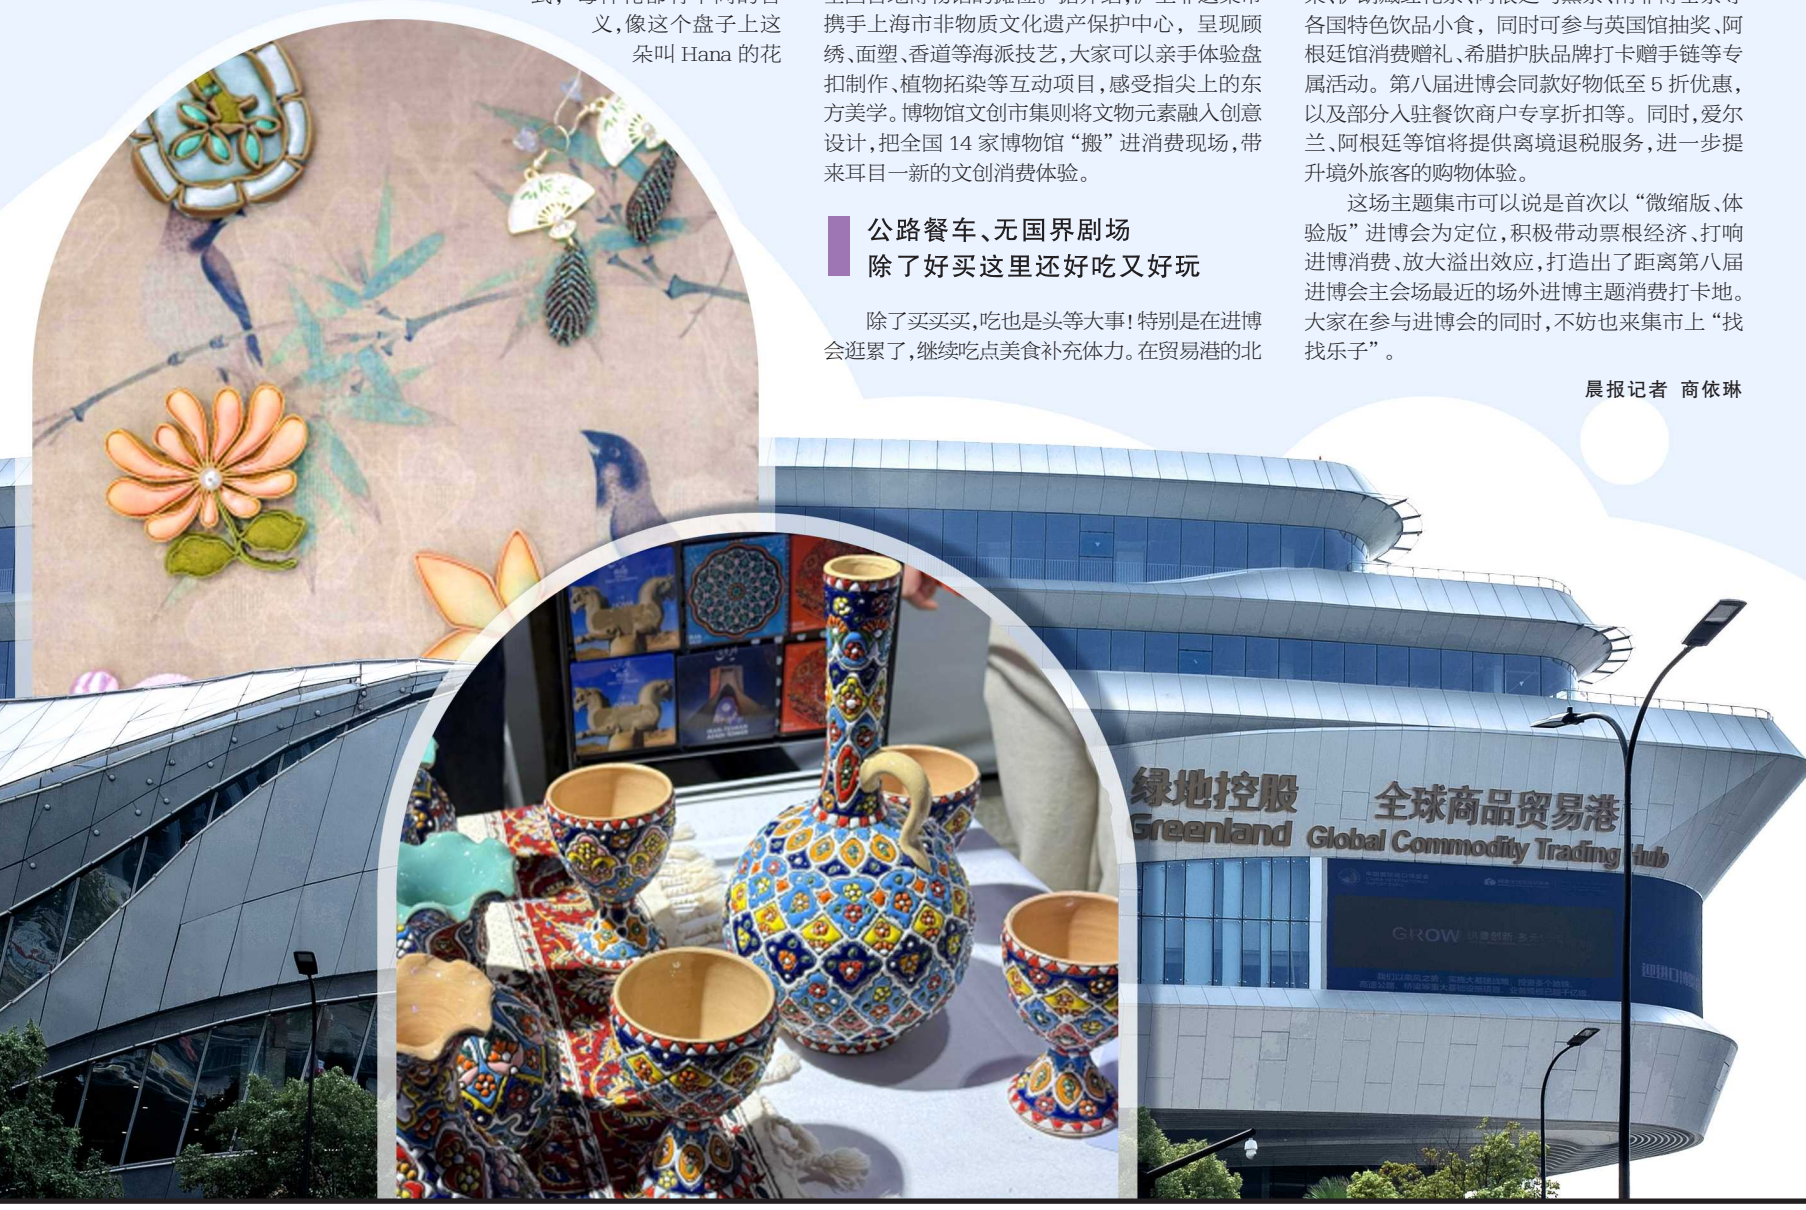 义,像这个盘子上这
朵叫 Hana 的花
携手上海市非物质文化遗产保护中心，呈现顾
绣、面塑、香道等海派技艺,大家可以亲手体验盘
扣制作、植物拓染等互动项目,感受指尖上的东
方美学。博物馆文创市集则将文物元素融入创意
设计,把全国 14 家博物馆“搬”进消费现场,带
来耳目一新的文创消费体验。
公路餐车、无国界剧场
除了好买这里还好吃又好玩
除了买买买,吃也是头等大事!特别是在进博
会逛累了,继续吃点美食补充体力。在贸易港的北
各国特色饮品小食，同时可参与英国馆抽奖、阿
根廷馆消费赠礼、希腊护肤品牌打卡赠手链等专
属活动。第八届进博会同款好物低至 5 折优惠，
以及部分入驻餐饮商户专享折扣等。同时,爱尔
兰、阿根廷等馆将提供离境退税服务,进一步提
升境外旅客的购物体验。
这场主题集市可以说是首次以“微缩版、体
验版”进博会为定位,积极带动票根经济、打响
进博消费、放大溢出效应,打造出了距离第八届
进博会主会场最近的场外进博主题消费打卡地。
大家在参与进博会的同时,不妨也来集市上“找
找乐子”。
晨报记者 商依琳
绿地控股 全球商品贸易港
Greenland Global Commodity Trading Hub
GROW